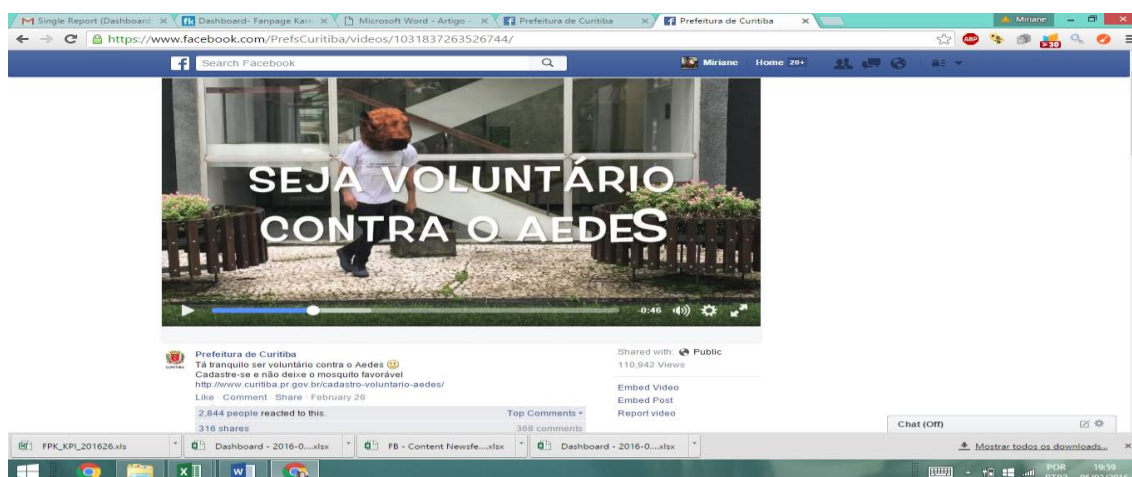 Single Report (Dashboard
Dashboard- Fanpage Kar
Microsoft Word - Artigo -
Prefeitura de Curitiba
Prefeitura de Curitiba
Miriane
https://www.facebook.com/PrefsCuritiba/videos/1031837263526744/
ABP
>30
Search Facebook
Miriane Home 20+
SEJA VOLUNTÁRIO
CONTRA O AEDES
-0:46
Prefeitura de Curitiba
Tá tranquilo ser voluntário contra o Aedes
Cadastre-se e não deixe o mosquito favorável
http://www.curitiba.pr.gov.br/cadastro-voluntario-aedes/
Like · Comment · Share · February 26
2,844 people reacted to this.
Top Comments
316 shares
368 comments
Shared with: Public
110,942 Views
Embed Video
Embed Post
Report video
Chat (Off)
FPK_KPI_201626.xls
Dashboard - 2016-0....xlsx
FB - Content Newsfe....xlsx
Dashboard - 2016-0....xlsx
Mostrar todos os downloads...
POR
19:59